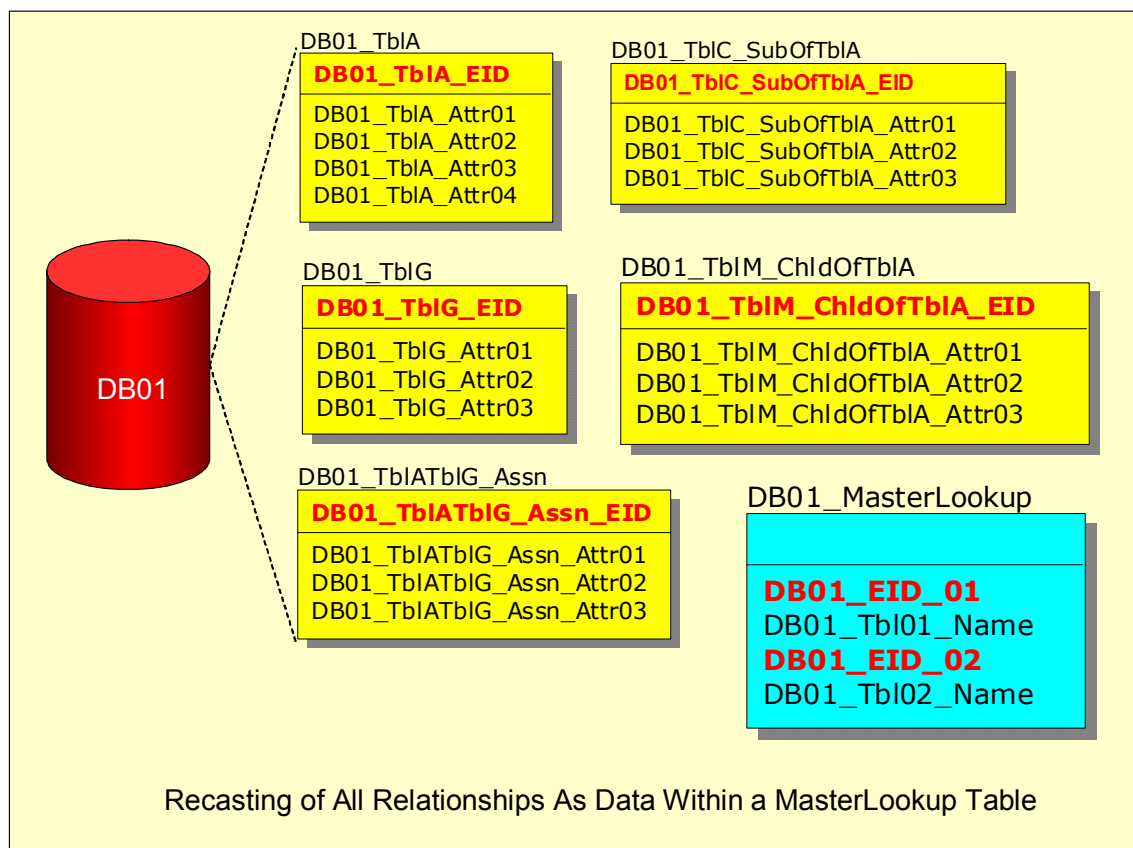 DB01_TblA
DB01_TblA_EID
DB01_TblA_Attr01
DB01_TblA_Attr02
DB01_TblA_Attr03
DB01_TblA_Attr04
DB01_TblC_SubOfTblA
DB01_TblC_SubOfTblA_EID
DB01_TblC_SubOfTblA_Attr01
DB01_TblC_SubOfTblA_Attr02
DB01_TblC_SubOfTblA_Attr03
DB01
DB01_TblG
DB01_TblG_EID
DB01_TblG_Attr01
DB01_TblG_Attr02
DB01_TblG_Attr03
DB01_TblM_ChldOfTblA
DB01_TblM_ChldOfTblA_EID
DB01_TblM_ChldOfTblA_Attr01
DB01_TblM_ChldOfTblA_Attr02
DB01_TblM_ChldOfTblA_Attr03
DB01_TblATblG_Assn
DB01_TblATblG_Assn_EID
DB01_TblATblG_Assn_Attr01
DB01_TblATblG_Assn_Attr02
DB01_TblATblG_Assn_Attr03
DB01_MasterLookup
DB01_EID_01
DB01_Tbl01_Name
DB01_EID_02
DB01_Tbl02_Name
Recasting of All Relationships As Data Within a MasterLookup Table